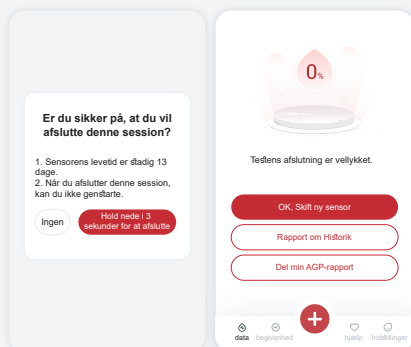 Er du sikker på, at du vil
afslutte denne session?
1. Sensorens levetid er stadig 13
dage.
2. Når du afslutter denne session,
kan du ikke genstarte.
Ingen
Hold nede i 3
sekunder for at afslutte
0%
Testens afslutning er vellykket.
OK, Skift ny sensor
Rapport om Historik
Del min AGP-rapport
data
begivenhed
hjælp
Indstillinger